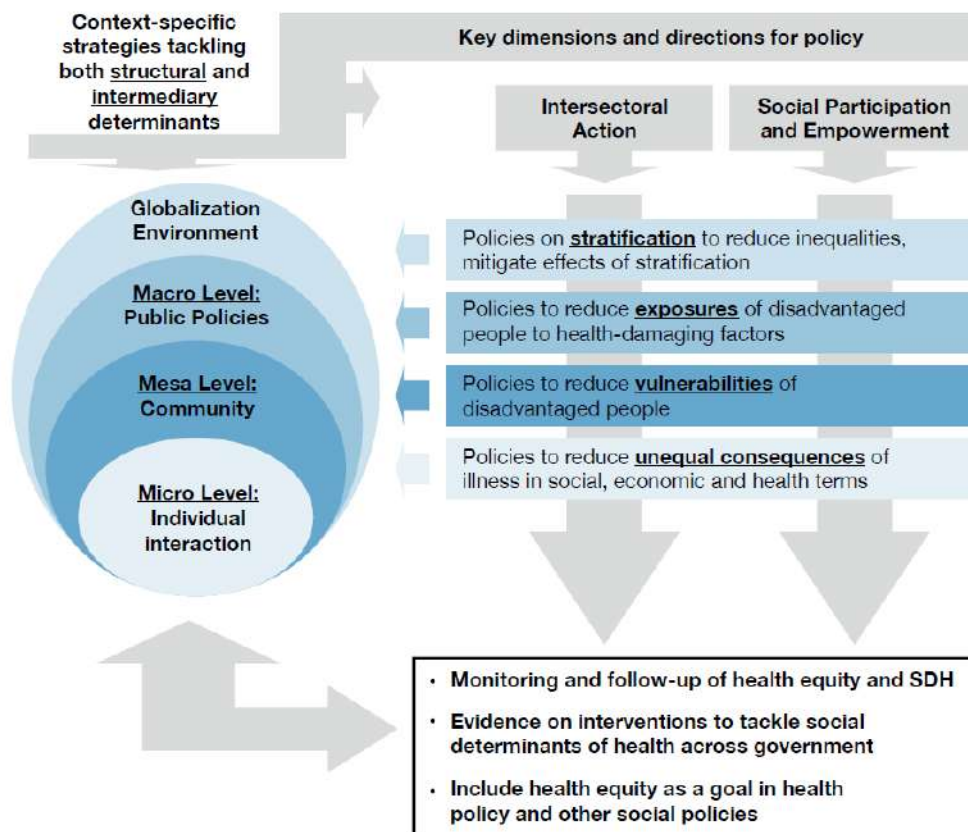 Context-specific
strategies tackling
both structural and
intermediary
determinants
Key dimensions and directions for policy
Intersectoral
Action
Social Participation
and Empowerment
Globalization
Environment
Macro Level:
Public Policies
Mesa Level:
Community
Micro Level:
Individual
interaction
Policies on stratification to reduce inequalities,
mitigate effects of stratification
Policies to reduce exposures of disadvantaged
people to health-damaging factors
Policies to reduce vulnerabilities of
disadvantaged people
Policies to reduce unequal consequences of
illness in social, economic and health terms
• Monitoring and follow-up of health equity and SDH
• Evidence on interventions to tackle social
determinants of health across government
• Include health equity as a goal in health
policy and other social policies